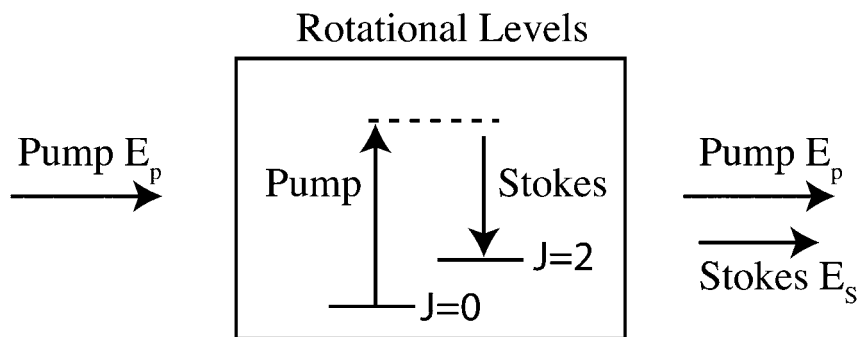 Rotational Levels
Pump E_p
Pump
Stokes
J=2
J=0
Pump E_p
Stokes E_S